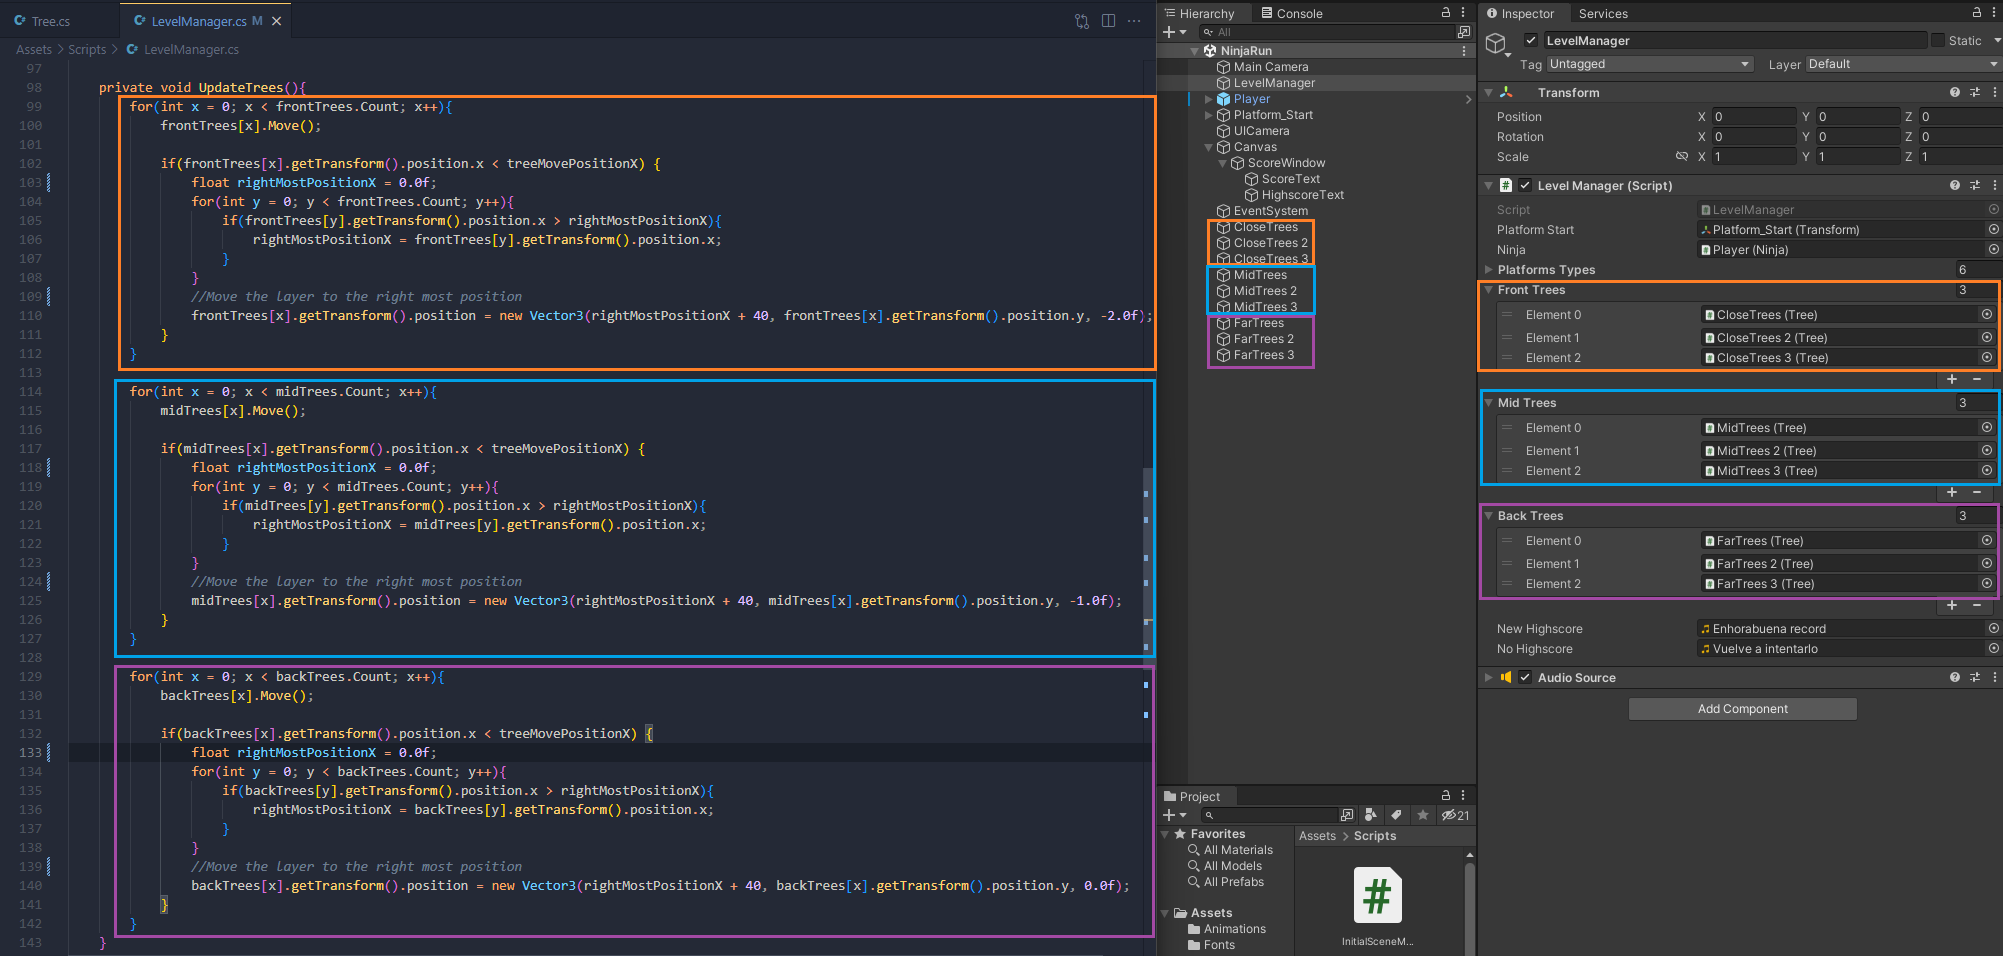 Tree.cs
LevelManager.cs M
Assets > Scripts > LevelManager.cs
97
98 private void UpdateTrees(){
99 for(int x = 0; x < frontTrees.Count; x++){
100 frontTrees[x].Move();
101
102 if(frontTrees[x].getTransform().position.x < treeMovePositionX) {
103 float rightMostPositionX = 0.0f;
104 for(int y = 0; y < frontTrees.Count; y++){
105 if(frontTrees[y].getTransform().position.x > rightMostPositionX){
106 rightMostPositionX = frontTrees[y].getTransform().position.x;
107 }
108 }
109 //Move the layer to the right most position
110 frontTrees[x].getTransform().position = new Vector3(rightMostPositionX + 40, frontTrees[x].getTransform().position.y, -2.0f);
111 }
112 }
113
114 for(int x = 0; x < midTrees.Count; x++){
115 midTrees[x].Move();
116
117 if(midTrees[x].getTransform().position.x < treeMovePositionX) {
118 float rightMostPositionX = 0.0f;
119 for(int y = 0; y < midTrees.Count; y++){
120 if(midTrees[y].getTransform().position.x > rightMostPositionX){
121 rightMostPositionX = midTrees[y].getTransform().position.x;
122 }
123 }
124 //Move the layer to the right most position
125 midTrees[x].getTransform().position = new Vector3(rightMostPositionX + 40, midTrees[x].getTransform().position.y, -1.0f);
126 }
127 }
128
129 for(int x = 0; x < backTrees.Count; x++){
130 backTrees[x].Move();
131
132 if(backTrees[x].getTransform().position.x < treeMovePositionX) {
133 float rightMostPositionX = 0.0f;
134 for(int y = 0; y < backTrees.Count; y++){
135 if(backTrees[y].getTransform().position.x > rightMostPositionX){
136 rightMostPositionX = backTrees[y].getTransform().position.x;
137 }
138 }
139 //Move the layer to the right most position
140 backTrees[x].getTransform().position = new Vector3(rightMostPositionX + 40, backTrees[x].getTransform().position.y, 0.0f);
141 }
142 }
143 }
Hierarchy
Console
All
NinjaRun
Main Camera
LevelManager
Player
Platform_Start
UICamera
Canvas
ScoreWindow
ScoreText
HighscoreText
EventSystem
CloseTrees
CloseTrees 2
CloseTrees 3
MidTrees
MidTrees 2
MidTrees 3
FarTrees
FarTrees 2
FarTrees 3
Project
21
Favorites
All Materials
All Models
All Prefabs
Assets
Animations
Fonts
Assets > Scripts
InitialSceneM...
Inspector
Services
LevelManager
Static
Tag Untagged
Layer Default
Transform
Position X 0 Y 0 Z 0
Rotation X 0 Y 0 Z 0
Scale X 1 Y 1 Z 1
Level Manager (Script)
Script LevelManager
Platform Start Platform_Start (Transform)
Ninja Player (Ninja)
Platforms Types 6
Front Trees 3
Element 0 CloseTrees (Tree)
Element 1 CloseTrees 2 (Tree)
Element 2 CloseTrees 3 (Tree)
Mid Trees 3
Element 0 MidTrees (Tree)
Element 1 MidTrees 2 (Tree)
Element 2 MidTrees 3 (Tree)
Back Trees 3
Element 0 FarTrees (Tree)
Element 1 FarTrees 2 (Tree)
Element 2 FarTrees 3 (Tree)
New Highscore Enhorabuena record
No Highscore Vuelve a intentarlo
Audio Source
Add Component